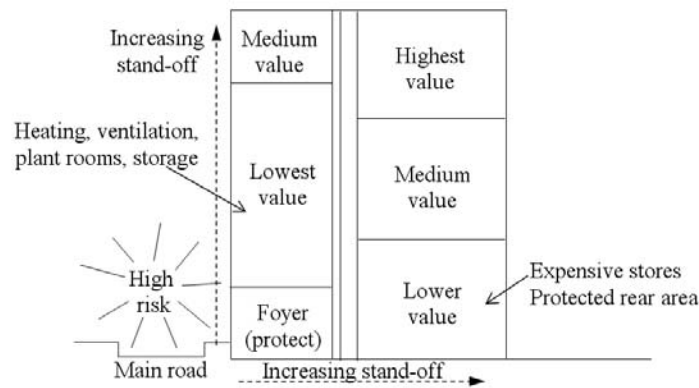 Increasing
stand-off
Medium
value
Highest
value
Heating, ventilation,
plant rooms, storage
Lowest
value
Medium
value
High
risk
Expensive stores
Protected rear area
Lower
value
Foyer
(protect)
Main road
Increasing stand-off